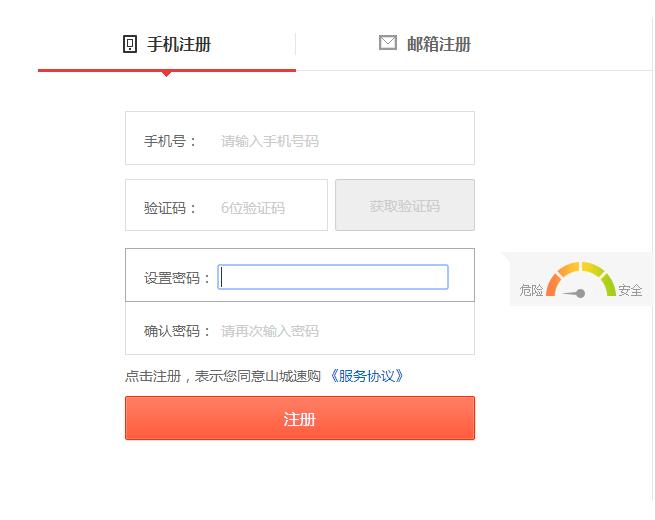 手机注册 邮箱注册
手机号： 请输入手机号码
验证码： 6位验证码 获取验证码
设置密码： 危险 安全
确认密码： 请再次输入密码
点击注册，表示您同意山城速购 《服务协议》
注册